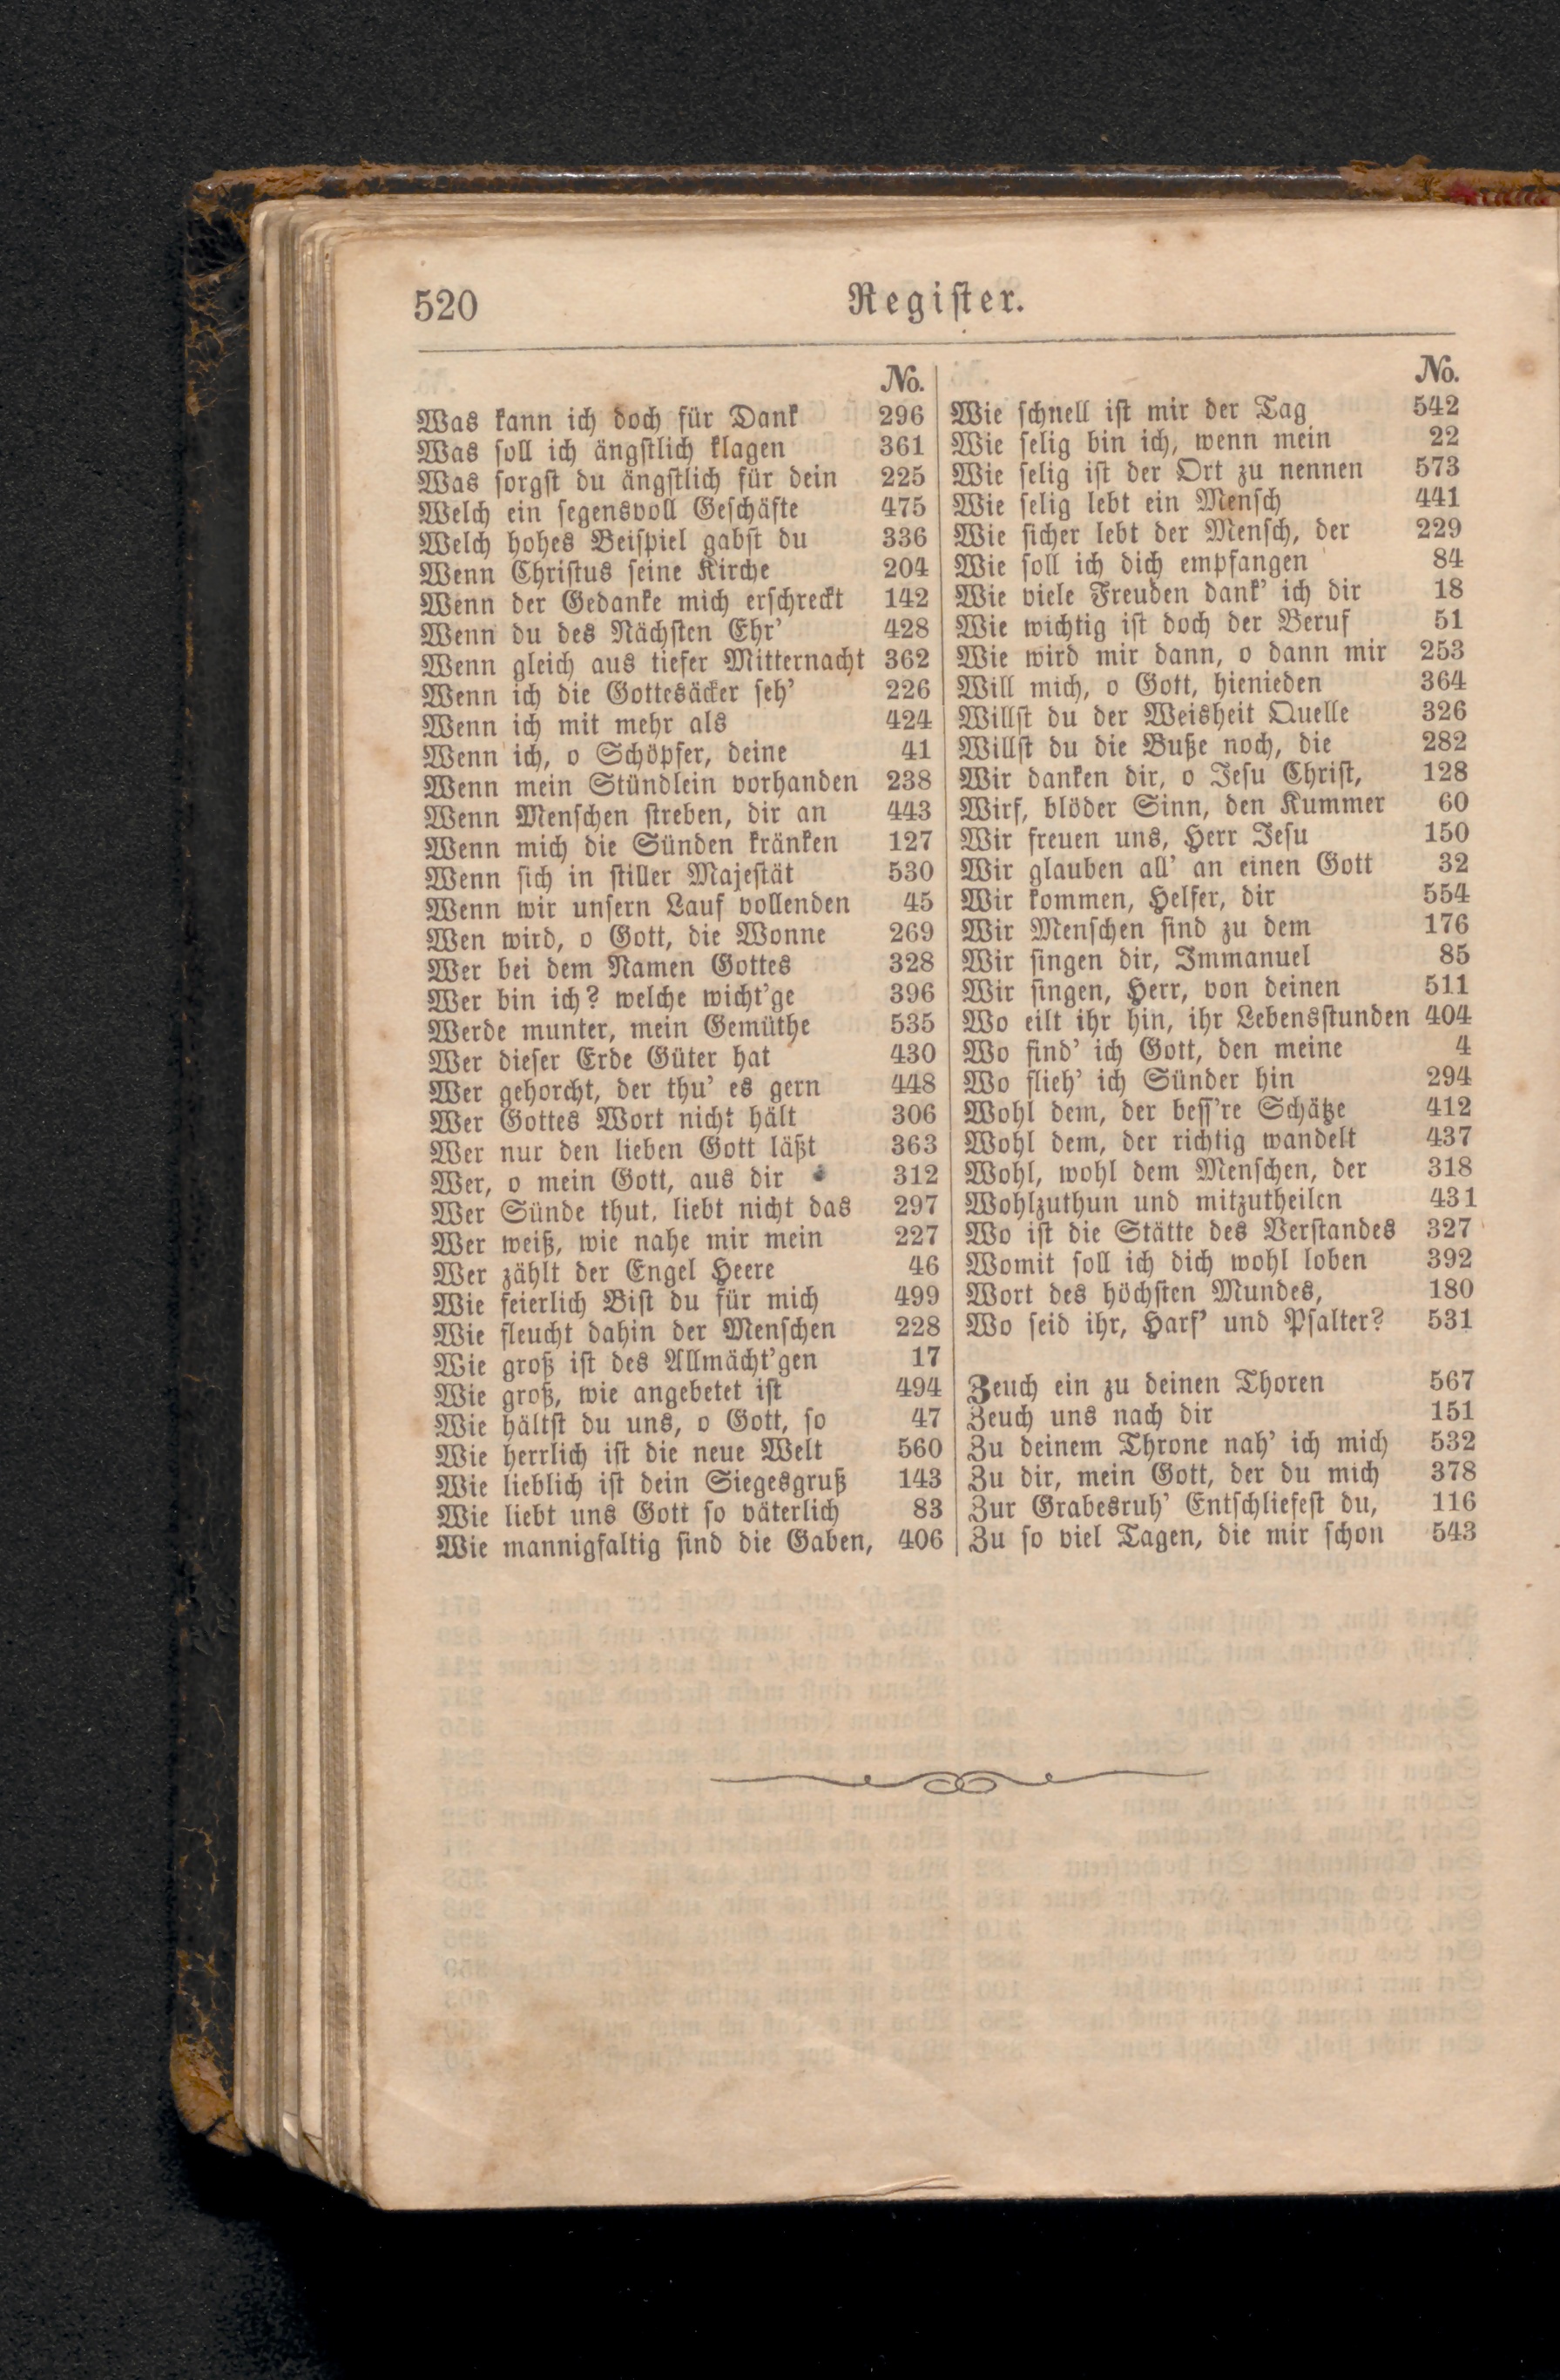 520 Regiſter.
No.
Was kann ich doch für Dank 296
Was ſoll ich ängſtlich klagen 361
Was ſorgſt du ängſtlich für dein 225
Welch ein ſegensvoll Geſchäfte 475
Welch hohes Beiſpiel gabſt du 336
Wenn Chriſtus ſeine Kirche 204
Wenn der Gedanke mich erſchreckt 142
Wenn du des Nächſten Ehr’ 428
Wenn gleich aus tiefer Mitternacht 362
Wenn ich die Gottesäcker ſeh’ 226
Wenn ich mit mehr als 424
Wenn ich, o Schöpfer, deine 41
Wenn mein Stündlein vorhanden 238
Wenn Menſchen ſtreben, dir an 443
Wenn mich die Sünden kränken 127
Wenn ſich in ſtiller Majeſtät 530
Wenn wir unſern Lauf vollenden 45
Wen wird, o Gott, die Wonne 269
Wer bei dem Namen Gottes 328
Wer bin ich? welche wicht’ge 396
Werde munter, mein Gemüthe 535
Wer dieſer Erde Güter hat 430
Wer gehorcht, der thu’ es gern 448
Wer Gottes Wort nicht hält 306
Wer nur den lieben Gott läßt 363
Wer, o mein Gott, aus dir 312
Wer Sünde thut, liebt nicht das 297
Wer weiß, wie nahe mir mein 227
Wer zählt der Engel Heere 46
Wie feierlich Biſt du für mich 499
Wie fleucht dahin der Menſchen 228
Wie groß iſt des Allmächt’gen 17
Wie groß, wie angebetet iſt 494
Wie hältſt du uns, o Gott, ſo 47
Wie herrlich iſt die neue Welt 560
Wie lieblich iſt dein Siegesgruß 143
Wie liebt uns Gott ſo väterlich 83
Wie mannigfaltig ſind die Gaben, 406
No.
Wie ſchnell iſt mir der Tag 542
Wie ſelig bin ich, wenn mein 22
Wie ſelig iſt der Ort zu nennen 573
Wie ſelig lebt ein Menſch 441
Wie ſicher lebt der Menſch, der 229
Wie ſoll ich dich empfangen 84
Wie viele Freuden dank’ ich dir 18
Wie wichtig iſt doch der Beruf 51
Wie wird mir dann, o dann mir 253
Will mich, o Gott, hienieden 364
Willſt du der Weisheit Quelle 326
Willſt du die Buße noch, die 282
Wir danken dir, o Jeſu Chriſt, 128
Wirf, blöder Sinn, den Kummer 60
Wir freuen uns, Herr Jeſu 150
Wir glauben all’ an einen Gott 32
Wir kommen, Helfer, dir 554
Wir Menſchen ſind zu dem 176
Wir ſingen dir, Immanuel 85
Wir ſingen, Herr, von deinen 511
Wo eilt ihr hin, ihr Lebensſtunden 404
Wo find’ ich Gott, den meine 4
Wo flieh’ ich Sünder hin 294
Wohl dem, der beſſ’re Schätze 412
Wohl dem, der richtig wandelt 437
Wohl, wohl dem Menſchen, der 318
Wohlzuthun und mitzutheilen 431
Wo iſt die Stätte des Verſtandes 327
Womit ſoll ich dich wohl loben 392
Wort des höchſten Mundes, 180
Wo ſeid ihr, Harf’ und Pſalter? 531
Zeuch ein zu deinen Thoren 567
Zeuch uns nach dir 151
Zu deinem Throne nah’ ich mich 532
Zu dir, mein Gott, der du mich 378
Zur Grabesruh’ Entſchliefeſt du, 116
Zu ſo viel Tagen, die mir ſchon 543